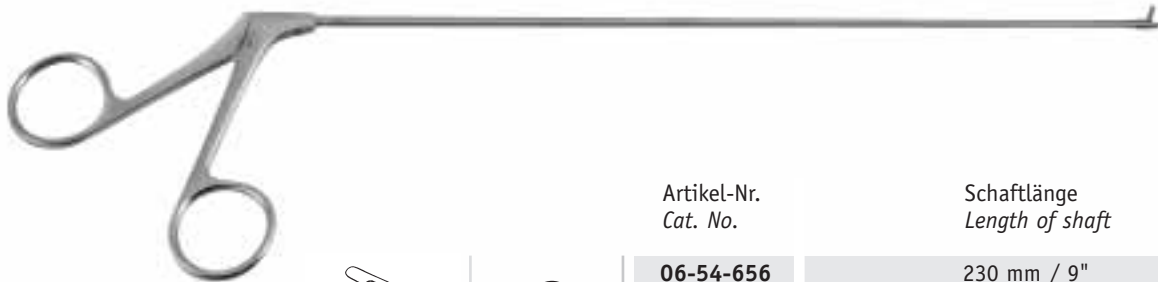 Artikel-Nr. Schaftlänge
Cat. No. Length of shaft
06-54-656 230 mm / 9"